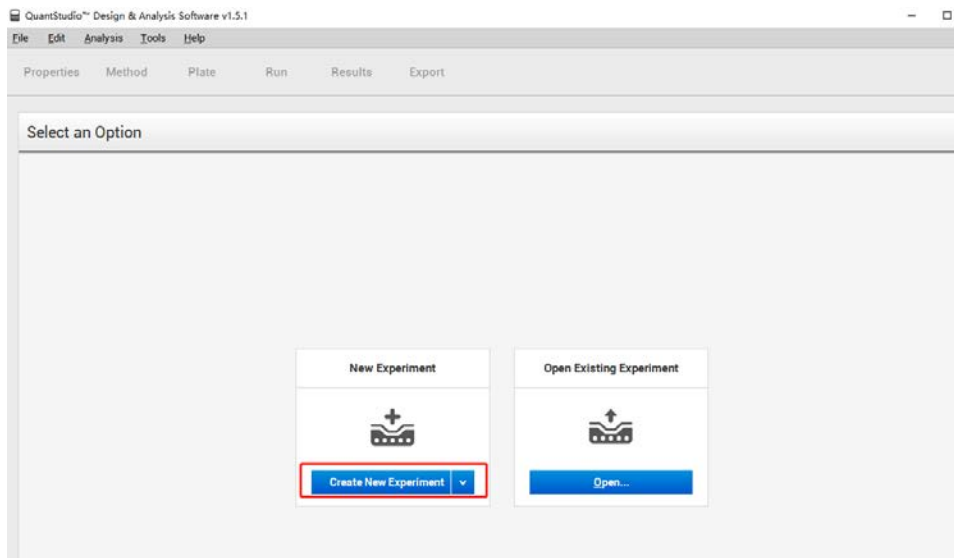 QuantStudio™ Design & Analysis Software v1.5.1
File Edit Analysis Tools Help
Properties Method Plate Run Results Export
Select an Option
New Experiment
Open Existing Experiment
Create New Experiment
Open...